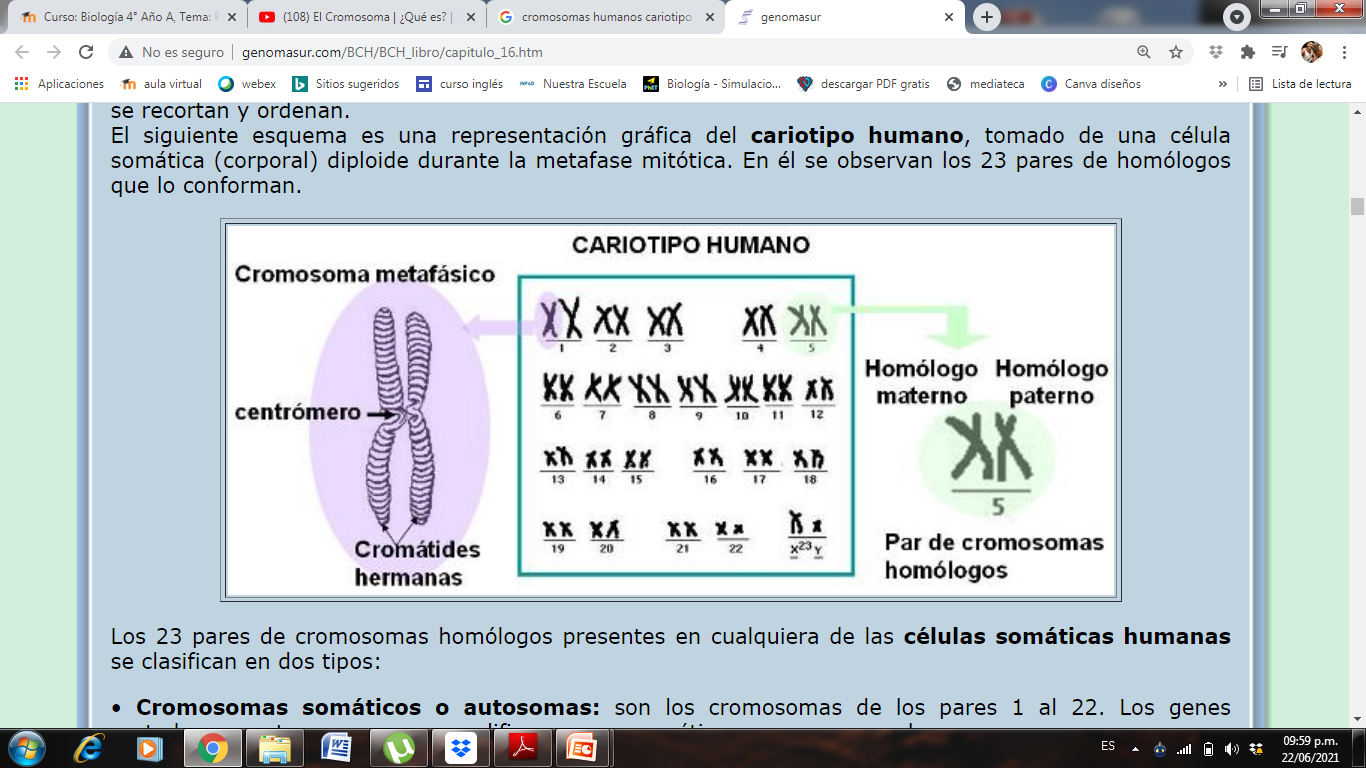 Curso: Biología 4° Año A, Tema:
(108) El Cromosoma | ¿Qué es? |
cromosomas humanos cariotipo
genomasur
No es seguro | genomasur.com/BCH/BCH_libro/capitulo_16.htm
Aplicaciones
aula virtual
webex
Sitios sugeridos
curso inglés
Nuestra Escuela
Biología - Simulacio...
descargar PDF gratis
mediateca
Canva diseños
»
Lista de lectura
se recortan y ordenan.
El siguiente esquema es una representación gráfica del cariotipo humano, tomado de una célula
somática (corporal) diploide durante la metafase mitótica. En él se observan los 23 pares de homólogos
que lo conforman.
CARIOTIPO HUMANO
Cromosoma metafásico
centrómero
Cromátides
hermanas
1 2 3 4 5
6 7 8 9 10 11 12
13 14 15 16 17 18
19 20 21 22 X 23 Y
Homólogo materno
Homólogo paterno
5
Par de cromosomas
homólogos
Los 23 pares de cromosomas homólogos presentes en cualquiera de las células somáticas humanas
se clasifican en dos tipos:
• Cromosomas somáticos o autosomas: son los cromosomas de los pares 1 al 22. Los genes
ES
09:59 p.m.
22/06/2021